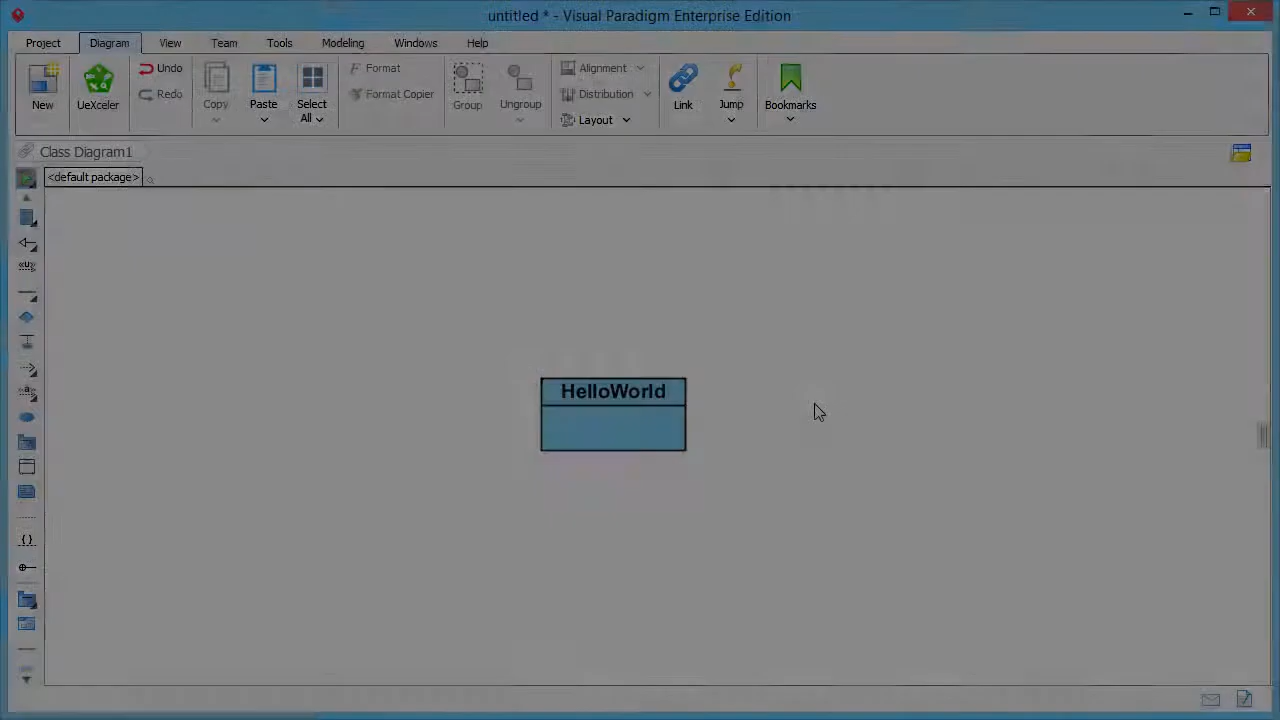 untitled * - Visual Paradigm Enterprise Edition
Project Diagram View Team Tools Modeling Windows Help
New UeXceler Undo Redo Copy Paste Select All Format Format Copier Group Ungroup Alignment Distribution Layout Link Jump Bookmarks
Class Diagram1
<default package>
HelloWorld